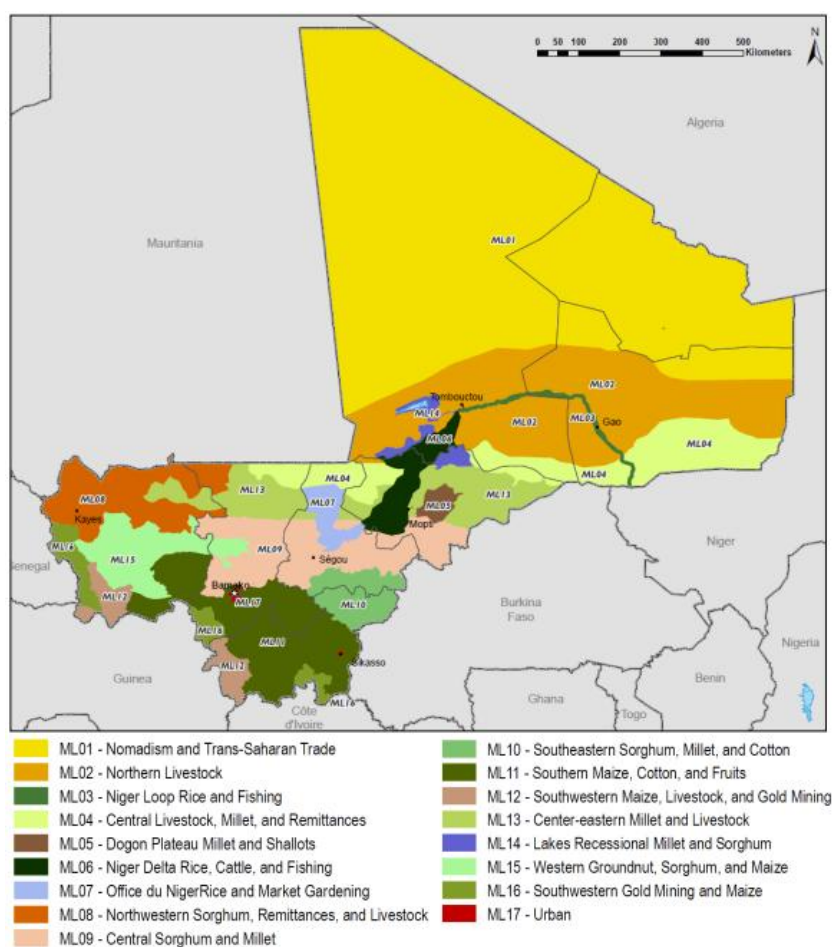 N
0 50 100 200 300 400 500
Kilometers
Algeria
Mauritania
ML01
Tombouctou
ML02
ML14
ML03
Gao
ML02
ML06
ML04
ML04
ML04
ML13
ML08
ML07
ML05
ML13
Kayes
Mopti
ML16
ML09
Niger
ML15
Ségou
Senegal
Bamako
ML12
ML17
ML10
Burkina
Faso
ML16
ML11
Nigeria
ML12
Sikasso
Benin
Guinea
ML16
Côte
d'Ivoire
Ghana
Togo
ML01 - Nomadism and Trans-Saharan Trade
ML02 - Northern Livestock
ML03 - Niger Loop Rice and Fishing
ML04 - Central Livestock, Millet, and Remittances
ML05 - Dogon Plateau Millet and Shallots
ML06 - Niger Delta Rice, Cattle, and Fishing
ML07 - Office du NigerRice and Market Gardening
ML08 - Northwestern Sorghum, Remittances, and Livestock
ML09 - Central Sorghum and Millet
ML10 - Southeastern Sorghum, Millet, and Cotton
ML11 - Southern Maize, Cotton, and Fruits
ML12 - Southwestern Maize, Livestock, and Gold Mining
ML13 - Center-eastern Millet and Livestock
ML14 - Lakes Recessional Millet and Sorghum
ML15 - Western Groundnut, Sorghum, and Maize
ML16 - Southwestern Gold Mining and Maize
ML17 - Urban